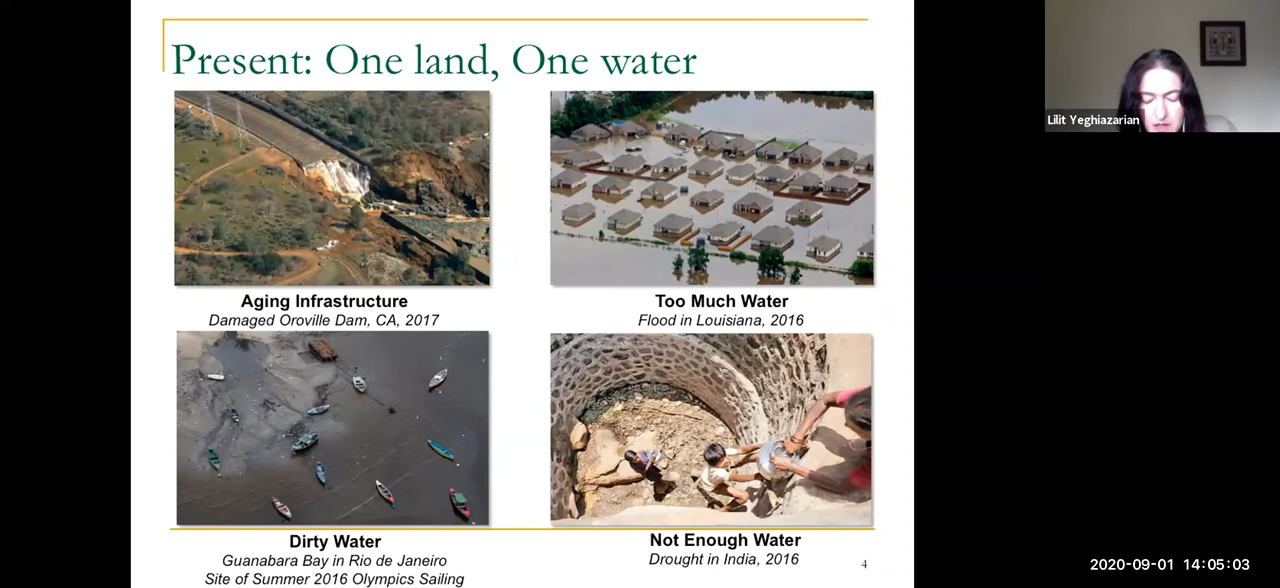 Present: One land, One water
Lilit Yeghiazarian
Aging Infrastructure
Damaged Oroville Dam, CA, 2017
Too Much Water
Flood in Louisiana, 2016
Dirty Water
Guanabara Bay in Rio de Janeiro
Site of Summer 2016 Olympics Sailing
Not Enough Water
Drought in India, 2016
4
2020-09-01 14:05:03